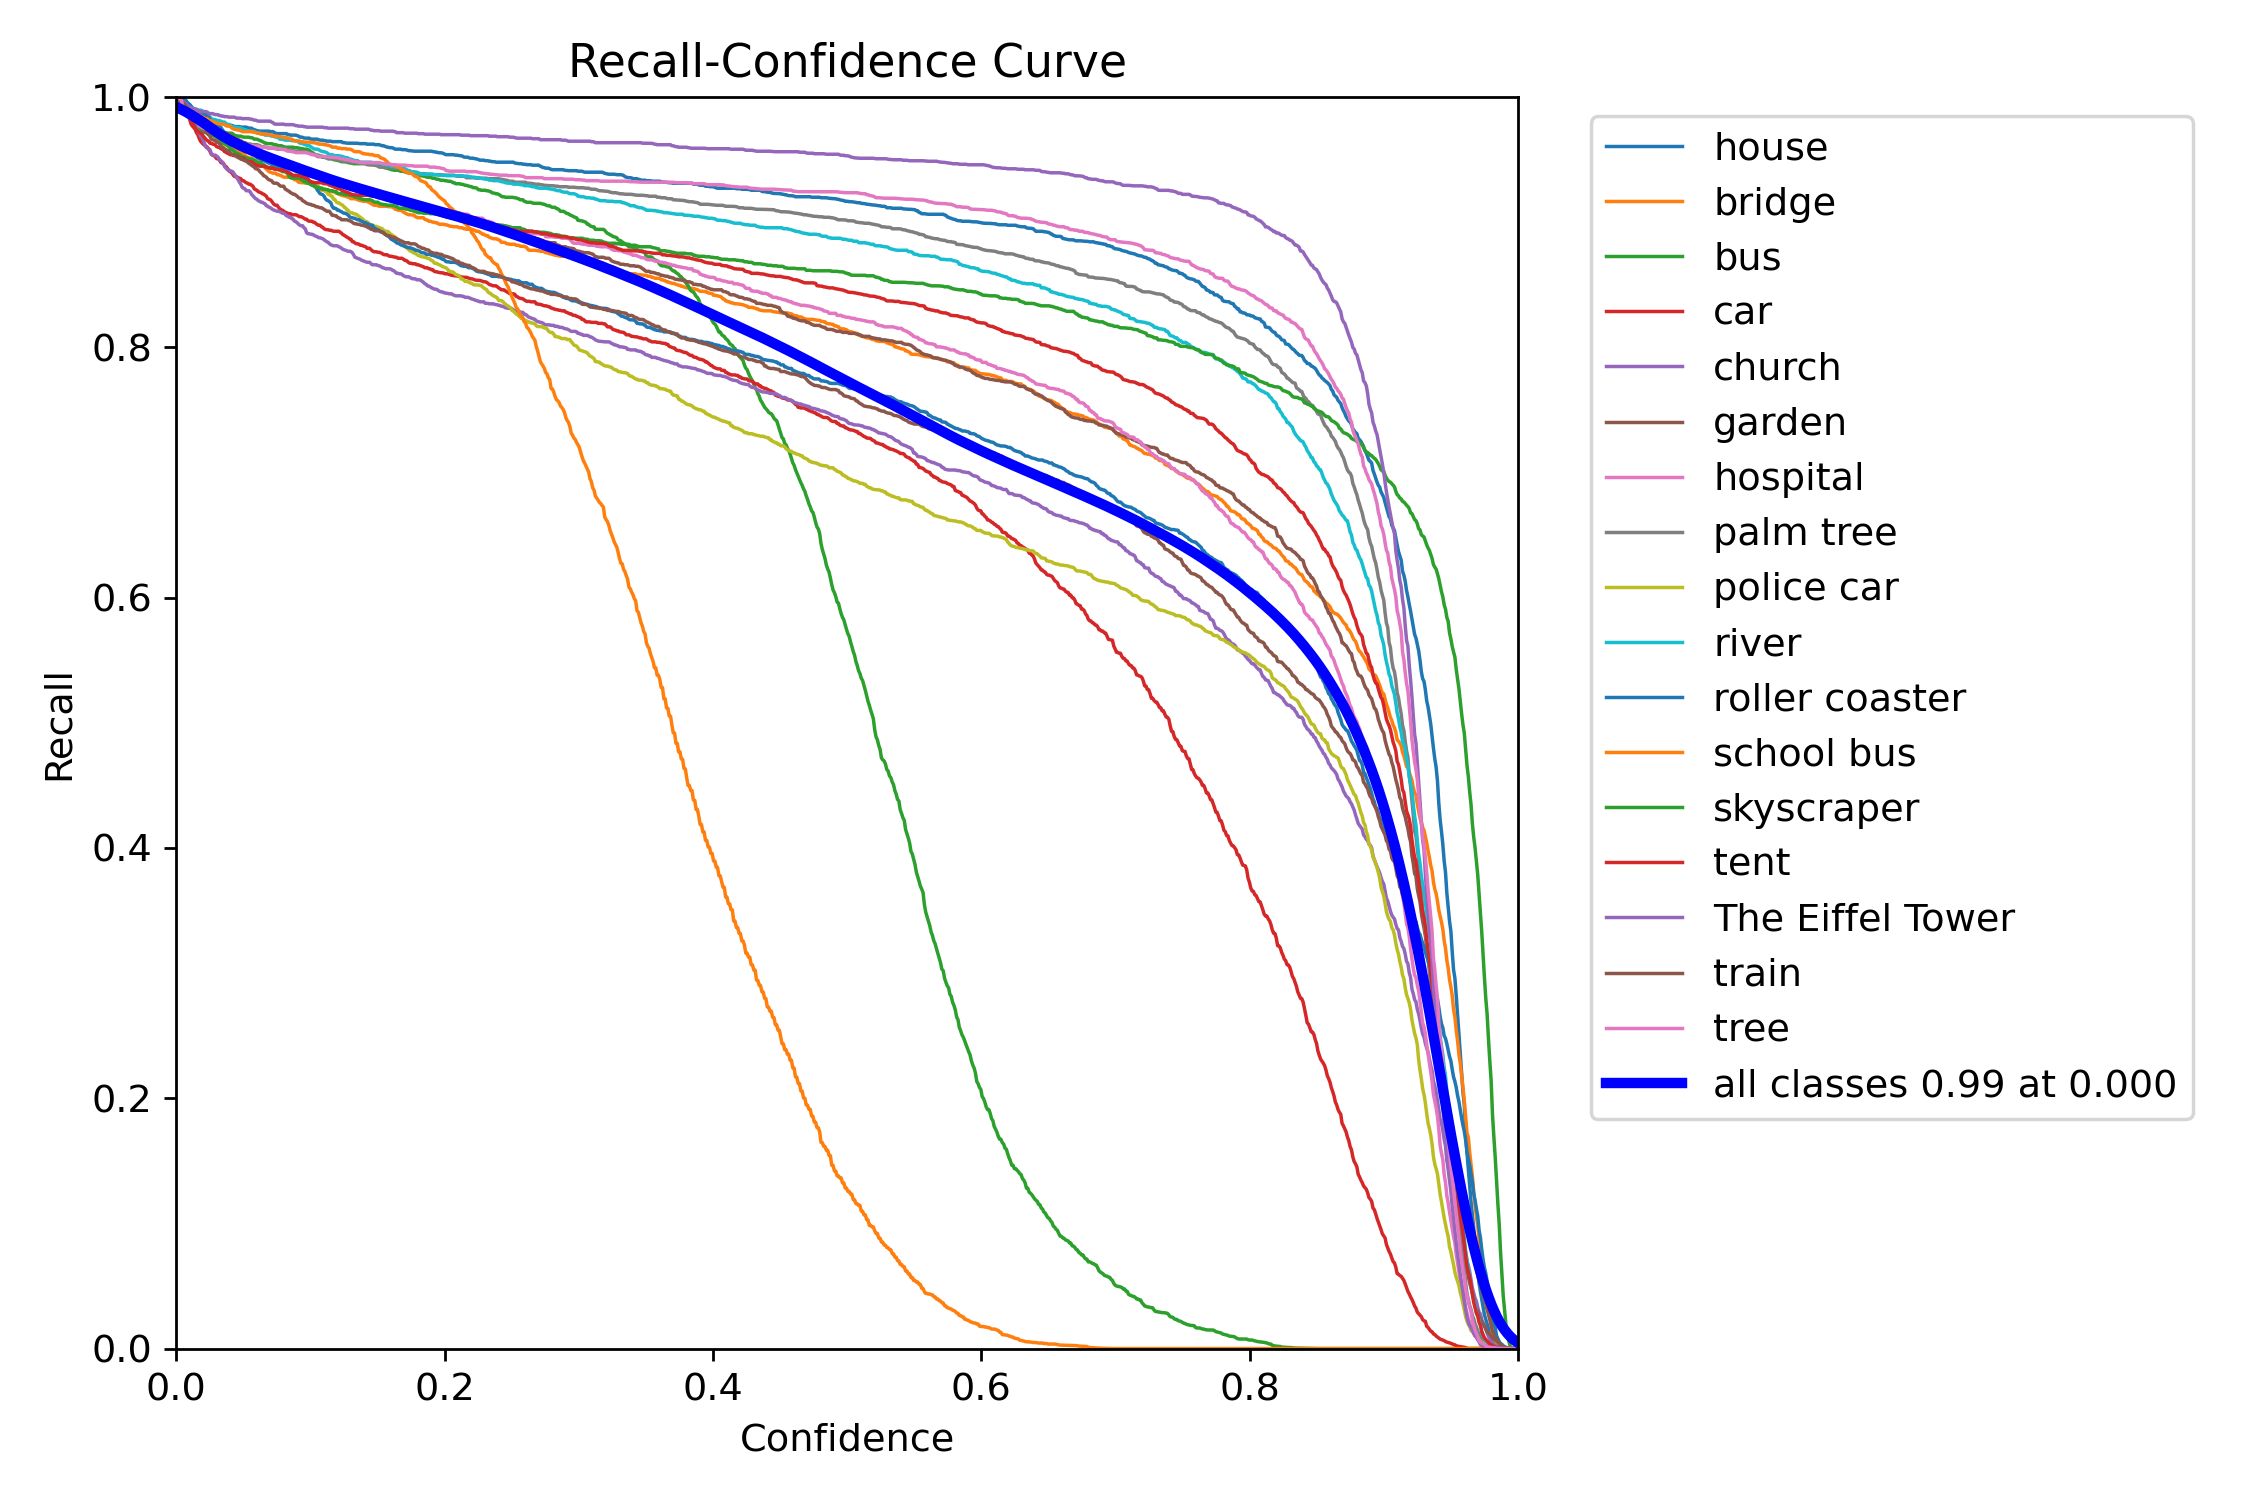 Recall-Confidence Curve
1.0
0.8
0.6
0.4
0.2
0.0
Recall
0.0 0.2 0.4 0.6 0.8 1.0
Confidence
house
bridge
bus
car
church
garden
hospital
palm tree
police car
river
roller coaster
school bus
skyscraper
tent
The Eiffel Tower
train
tree
all classes 0.99 at 0.000